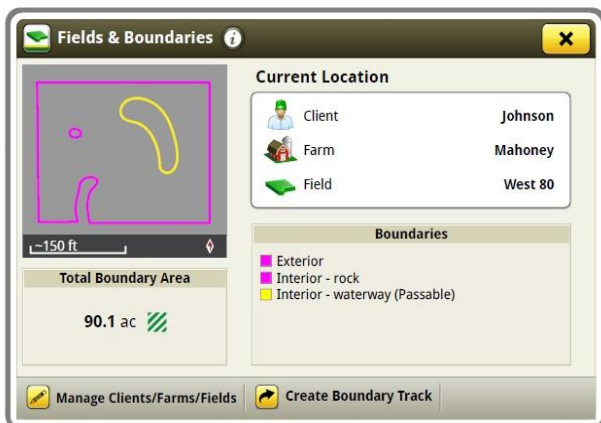 Fields & Boundaries i
Current Location
Client Johnson
Farm Mahoney
Field West 80
~150 ft
Total Boundary Area
90.1 ac
Boundaries
Exterior
Interior - rock
Interior - waterway (Passable)
Manage Clients/Farms/Fields
Create Boundary Track